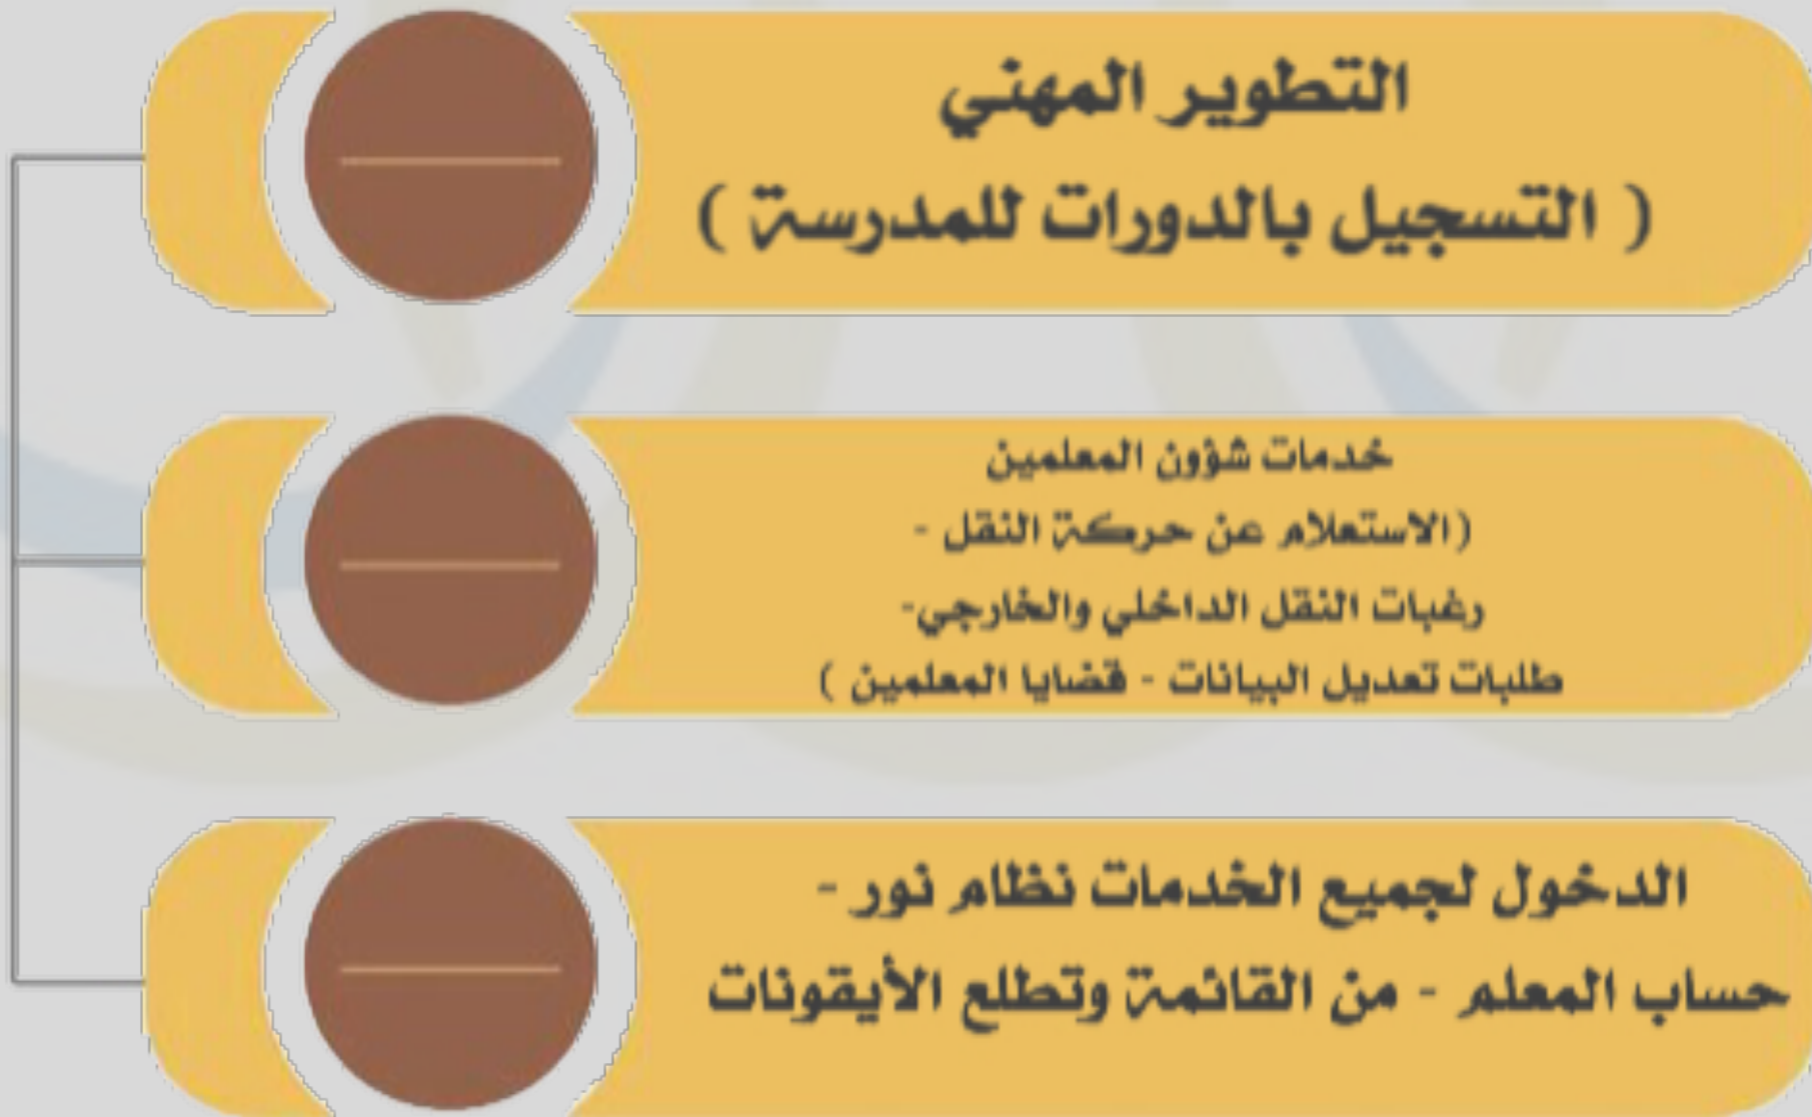 التطوير المهني
( التسجيل بالدورات للمدرسة )
خدمات شؤون المعلمين
(الاستعلام عن حركة النقل -
رغبات النقل الداخلي والخارجي-
طلبات تعديل البيانات - قضايا المعلمين )
الدخول لجميع الخدمات نظام نور -
حساب المعلم - من القائمة وتطلع الأيقونات